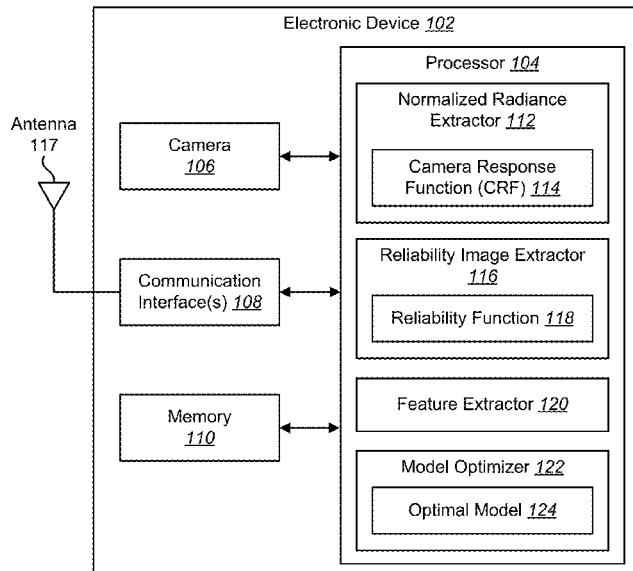 Electronic Device 102
Processor 104
Normalized Radiance
Extractor 112
Camera Response
Function (CRF) 114
Antenna
117
Camera
106
Reliability Image Extractor
116
Reliability Function 118
Communication
Interface(s) 108
Feature Extractor 120
Memory
110
Model Optimizer 122
Optimal Model 124